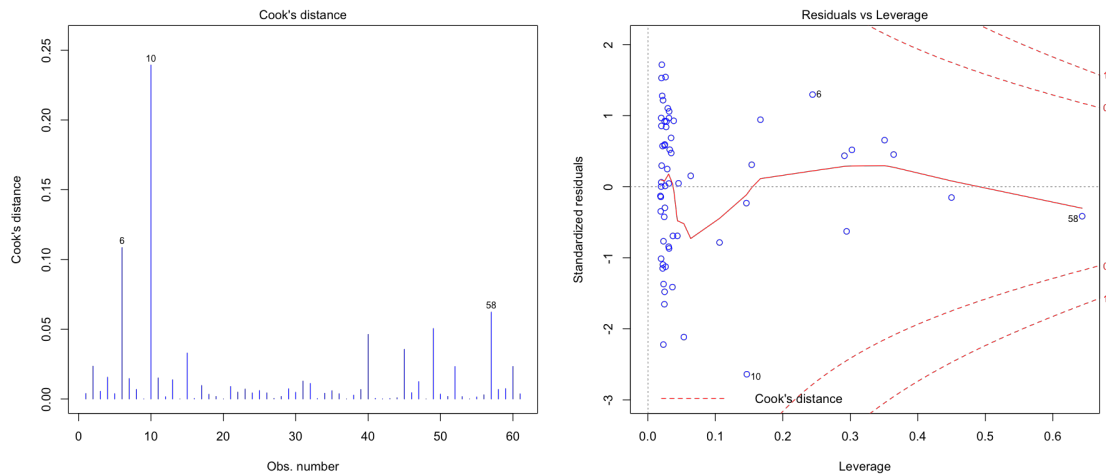 Cook's distance
Cook's distance
0.25
0.20
0.15
0.10
0.05
0.00
10
6
58
0 10 20 30 40 50 60
Obs. number
Residuals vs Leverage
Standardized residuals
2
1
0
-1
-2
-3
6
58
10
Cook's distance
0.0 0.1 0.2 0.3 0.4 0.5 0.6
Leverage